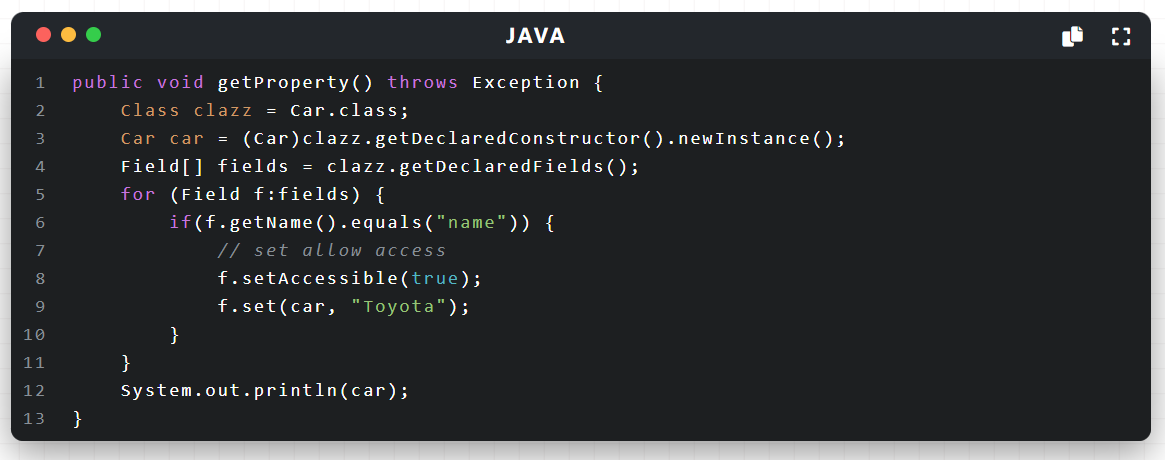 JAVA
1 public void getProperty() throws Exception {
2     Class clazz = Car.class;
3     Car car = (Car)clazz.getDeclaredConstructor().newInstance();
4     Field[] fields = clazz.getDeclaredFields();
5     for (Field f:fields) {
6         if(f.getName().equals("name")) {
7             // set allow access
8             f.setAccessible(true);
9             f.set(car, "Toyota");
10         }
11     }
12     System.out.println(car);
13 }